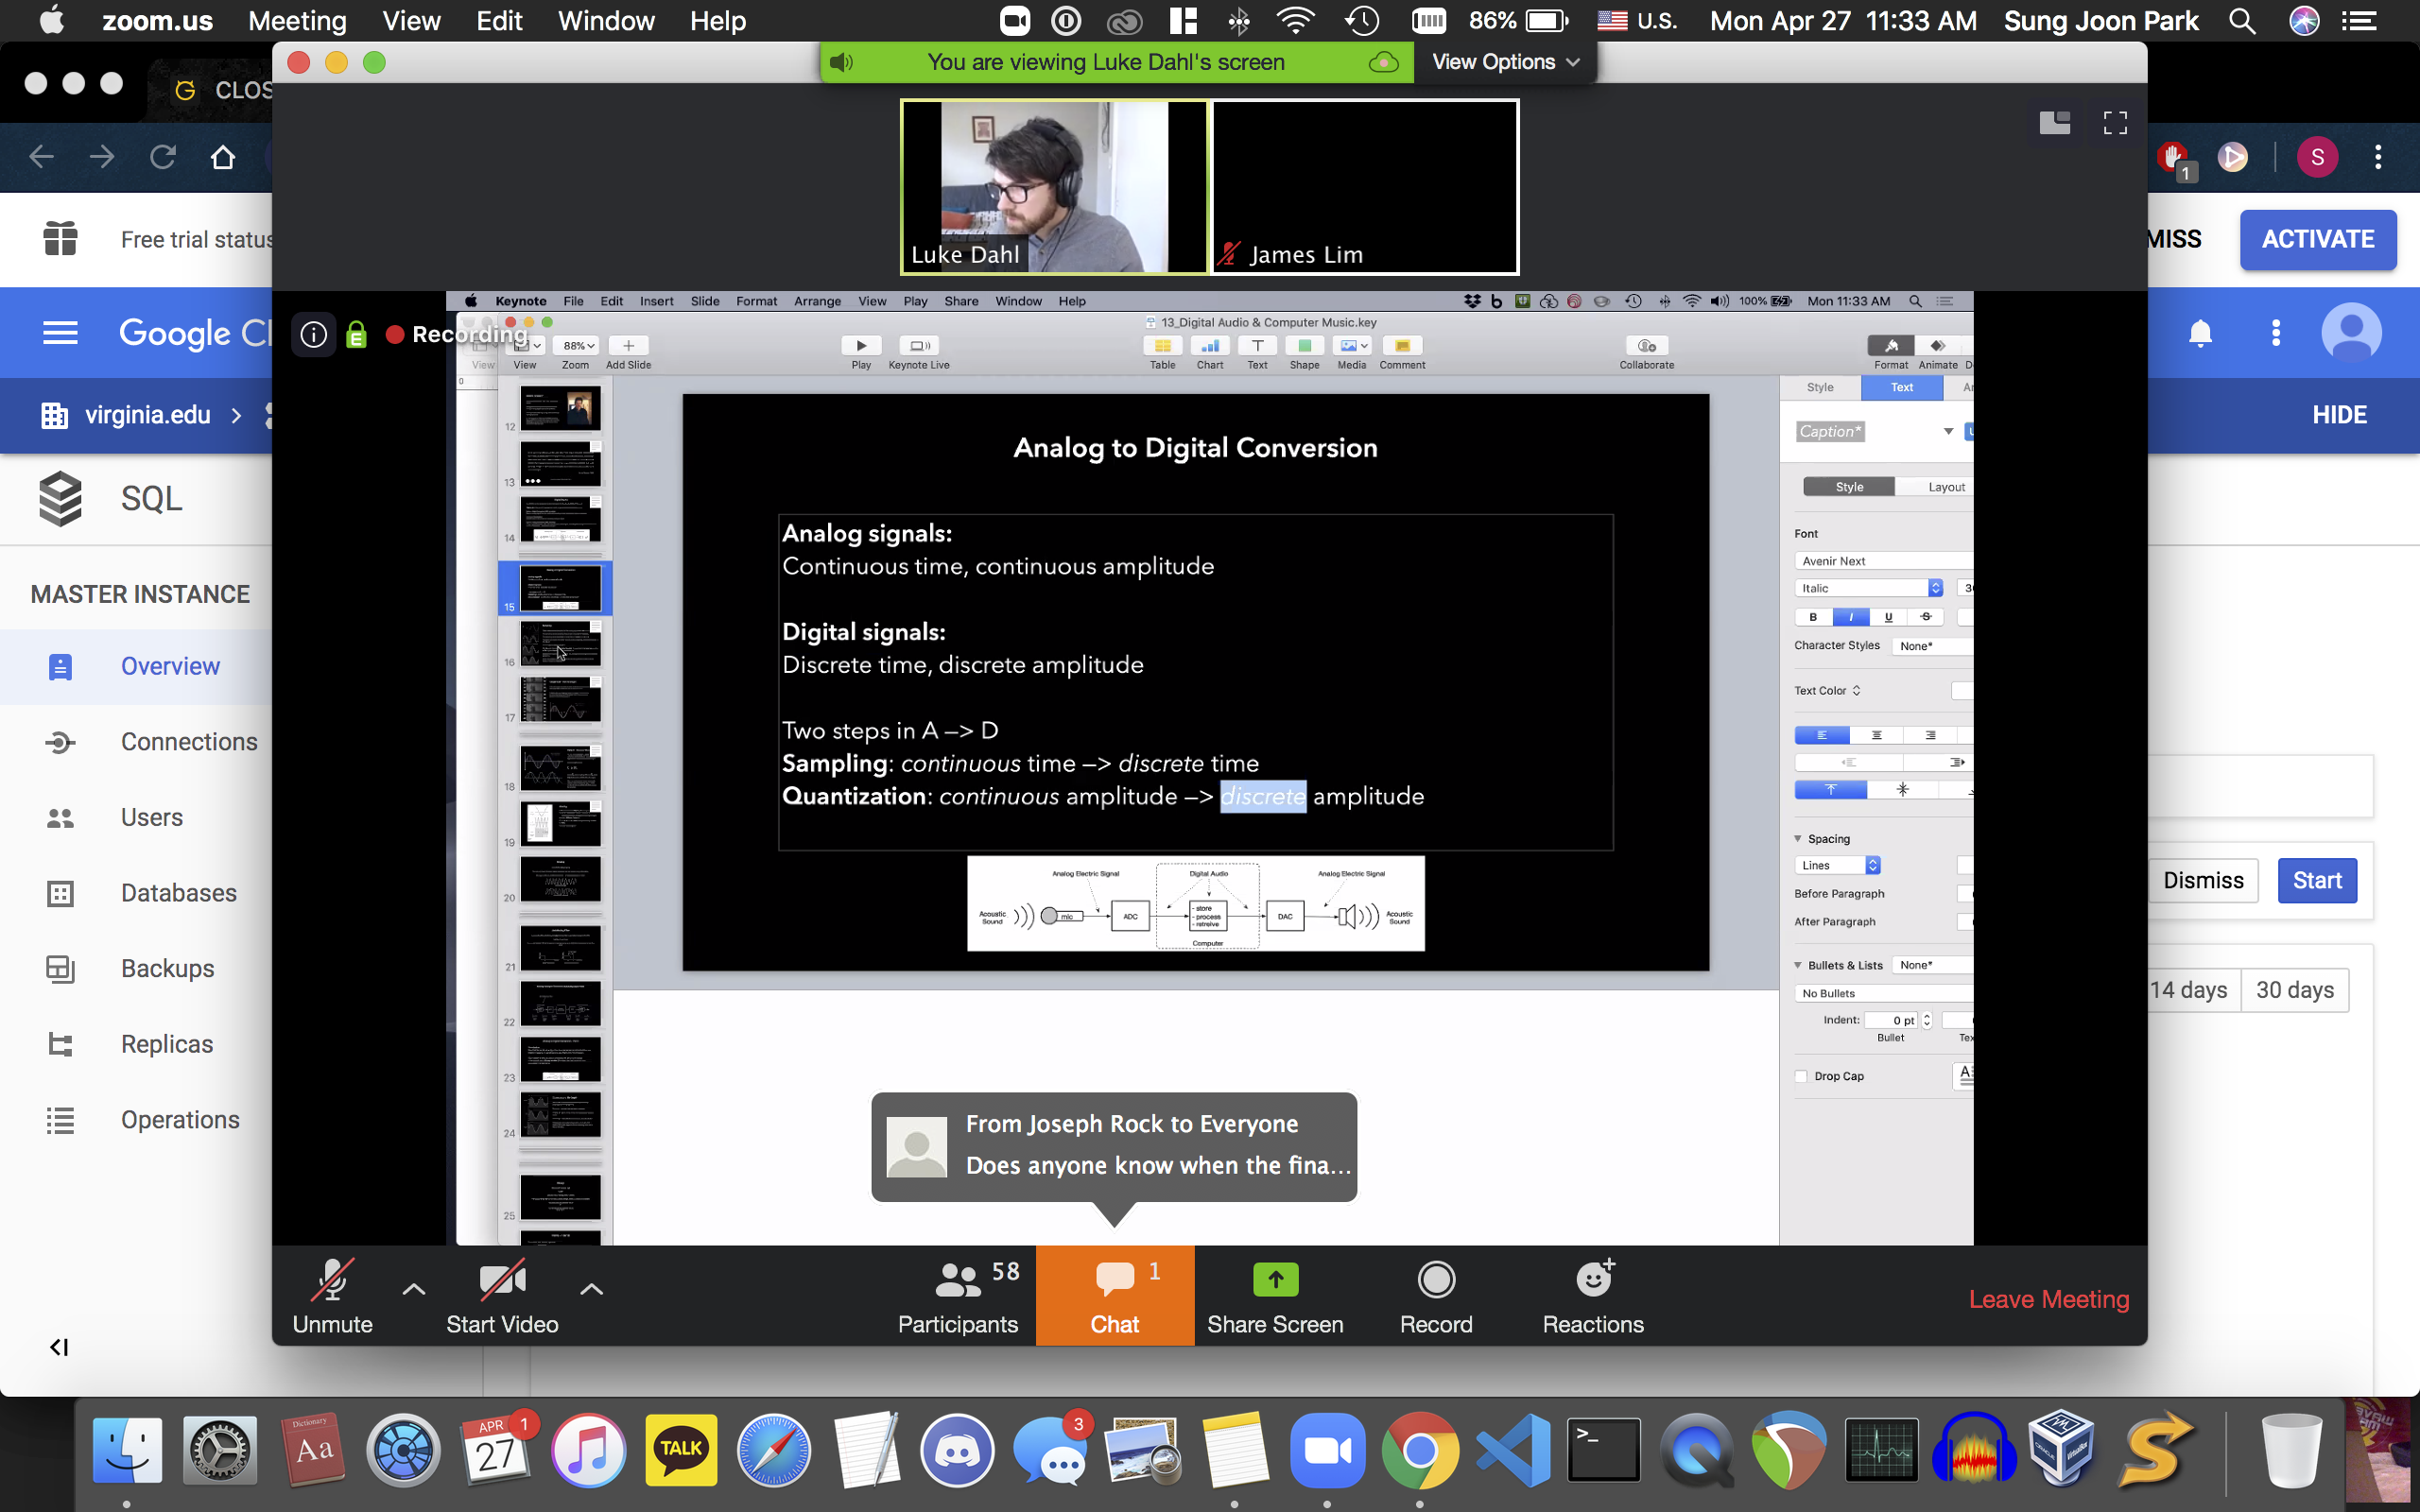 zoom.us Meeting View Edit Window Help
86% U.S. Mon Apr 27 11:33 AM Sung Joon Park
CLOS
You are viewing Luke Dahl's screen View Options
1 S
Free trial status
MISS ACTIVATE
Luke Dahl
James Lim
Keynote File Edit Insert Slide Format Arrange View Play Share Window Help
100% Mon 11:33 AM
Google Cl
Recording
13_Digital Audio & Computer Music.key
88%
View View Zoom Add Slide Play Keynote Live Table Chart Text Shape Media Comment Collaborate Format Animate
virginia.edu
HIDE
Style Text
Caption*
Style Layout
SQL
MASTER INSTANCE
Overview
Connections
Users
Databases
Backups
Replicas
Operations
12
13
14
15
16
17
18
19
20
21
22
23
24
25
Analog to Digital Conversion
Analog signals:
Continuous time, continuous amplitude
Digital signals:
Discrete time, discrete amplitude
Two steps in A —> D
Sampling: continuous time —> discrete time
Quantization: continuous amplitude —> discrete amplitude
Analog Electric Signal Digital Audio Analog Electric Signal
Acoustic Sound mic ADC - store - process - retreive DAC Acoustic Sound
Computer
Font
Avenir Next
Italic
B I U S
Character Styles None*
Text Color
Spacing
Lines
Before Paragraph
After Paragraph
Bullets & Lists None*
No Bullets
Indent: 0 pt
Bullet
Drop Cap
Dismiss Start
14 days 30 days
From Joseph Rock to Everyone
Does anyone know when the fina...
58 1
Unmute Start Video Participants Chat Share Screen Record Reactions
Leave Meeting
Dictionary
Aa
APR
27
1
TALK
3